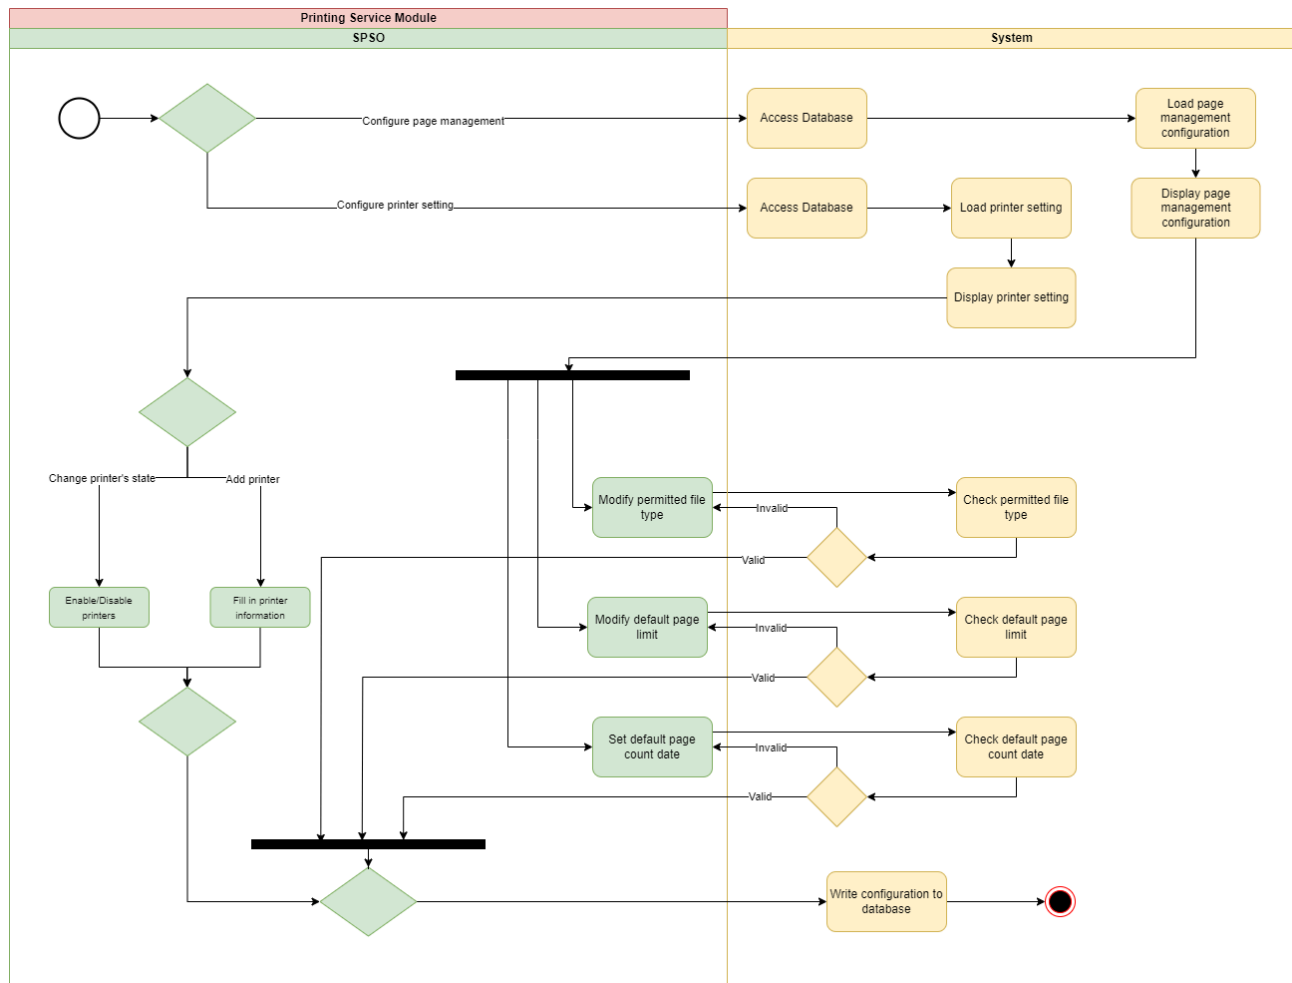 Printing Service Module
SPSO
System
Configure page management
Access Database
Load page
management
configuration
Configure printer setting
Access Database
Load printer setting
Display page
management
configuration
Display printer setting
Change printer's state
Add printer
Modify permitted file
type
Invalid
Check permitted file
type
Valid
Enable/Disable
printers
Fill in printer
information
Modify default page
limit
Invalid
Check default page
limit
Valid
Set default page
count date
Invalid
Check default page
count date
Valid
Write configuration to
database